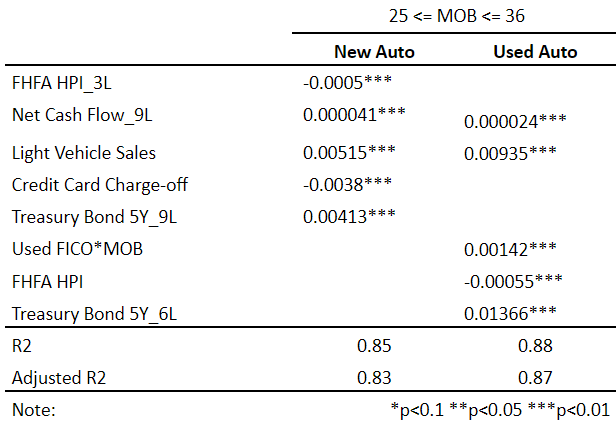 25 <= MOB <= 36
New Auto Used Auto
FHFA HPI_3L -0.0005***
Net Cash Flow_9L 0.000041*** 0.000024***
Light Vehicle Sales 0.00515*** 0.00935***
Credit Card Charge-off -0.0038***
Treasury Bond 5Y_9L 0.00413***
Used FICO*MOB 0.00142***
FHFA HPI -0.00055***
Treasury Bond 5Y_6L 0.01366***
R2 0.85 0.88
Adjusted R2 0.83 0.87
Note: *p<0.1 **p<0.05 ***p<0.01